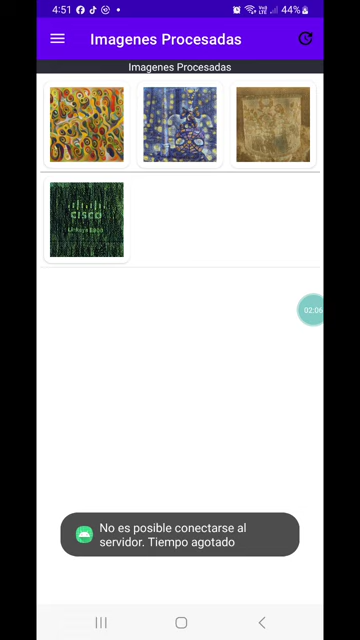 4:51
44%
Imagenes Procesadas
Imagenes Procesadas
CISCO
02:06
No es posible conectarse al
servidor. Tiempo agotado